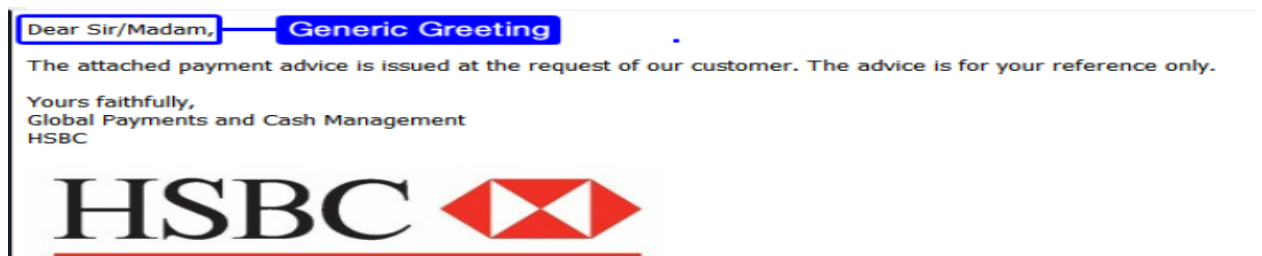 Dear Sir/Madam, Generic Greeting
The attached payment advice is issued at the request of our customer. The advice is for your reference only.
Yours faithfully,
Global Payments and Cash Management
HSBC
HSBC